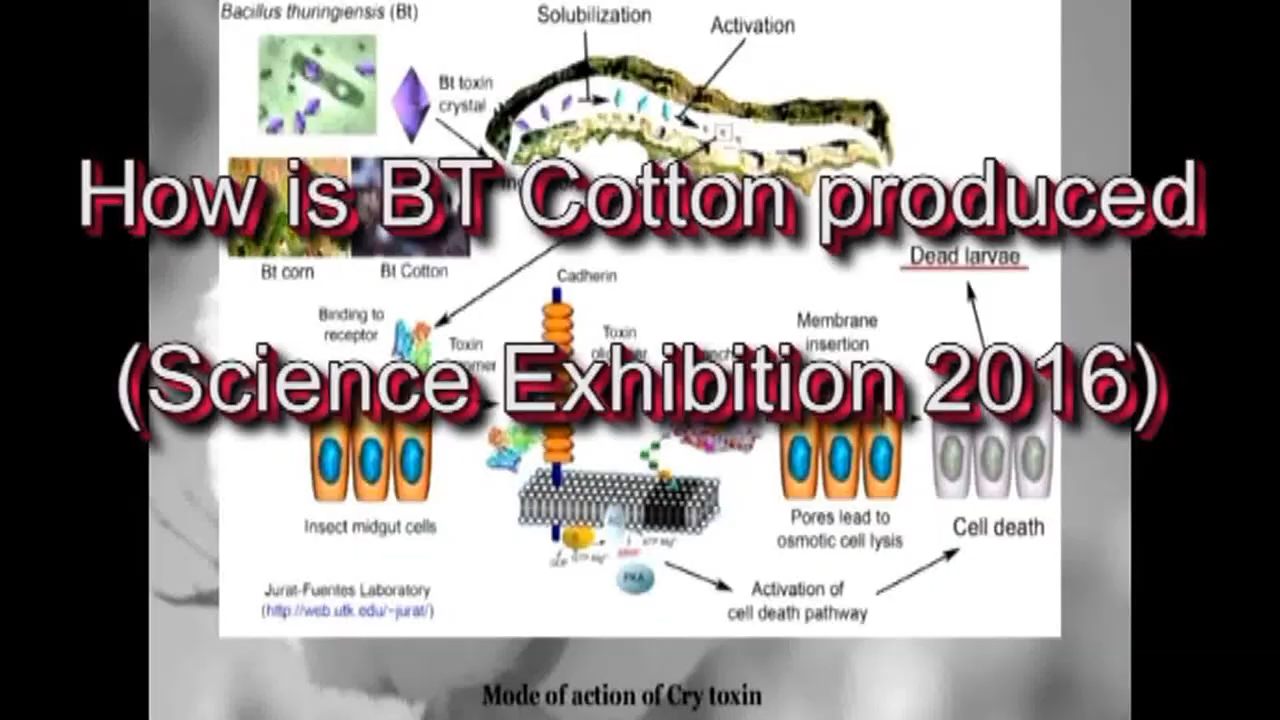 Bacillus thuringiensis (Bt)
Solubilization
Activation
Bt toxin
crystal
How is BT Cotton produced
Bt corn
Bt Cotton
Dead larvae
Cadherin
Binding to
receptor
Toxin
Toxin
Membrane
insertion
(Science Exhibition 2016)
Insect midgut cells
Pores lead to
osmotic cell lysis
Cell death
PKA
Jurat-Fuentes Laboratory
(http://web.utk.edu/~jurat/)
Activation of
cell death pathway
Mode of action of Cry toxin